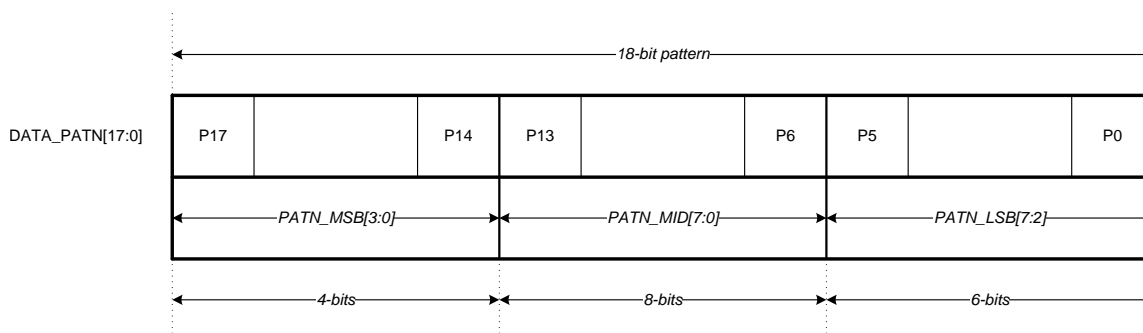 18-bit pattern
DATA_PATN[17:0] P17 P14 P13 P6 P5 P0
PATN_MSB[3:0] PATN_MID[7:0] PATN_LSB[7:2]
4-bits 8-bits 6-bits